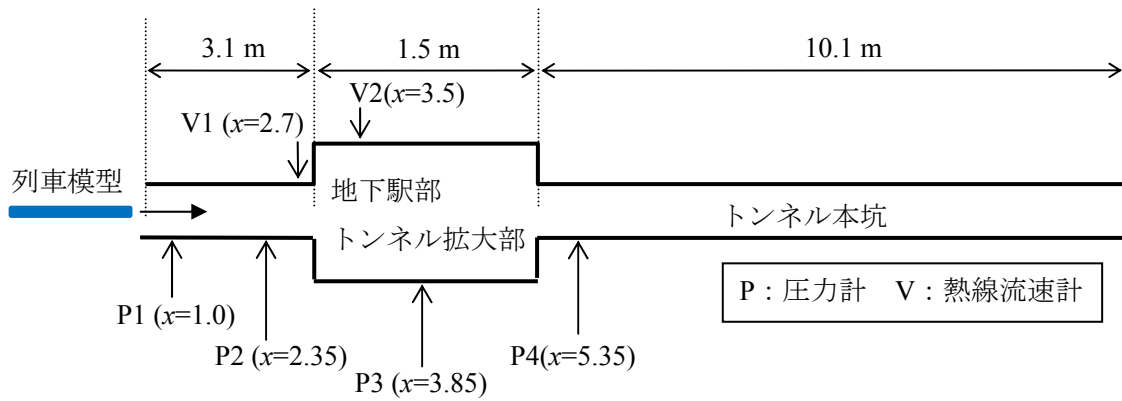 3.1 m
1.5 m
10.1 m
V2(x=3.5)
V1 (x=2.7)
列車模型
地下駅部
トンネル拡大部
トンネル本坑
P：圧力計　V：熱線流速計
P1 (x=1.0)
P2 (x=2.35)
P3 (x=3.85)
P4(x=5.35)